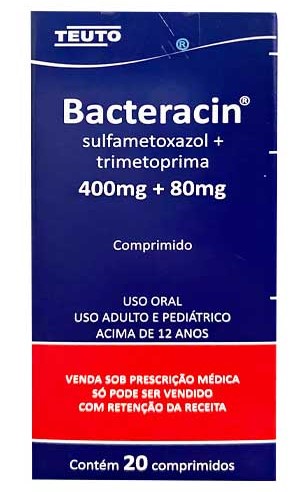 TEUTO
®
Bacteracin®
sulfametoxazol +
trimetoprima
400mg + 80mg
Comprimido
USO ORAL
USO ADULTO E PEDIÁTRICO
ACIMA DE 12 ANOS
VENDA SOB PRESCRIÇÃO MÉDICA
SÓ PODE SER VENDIDO
COM RETENÇÃO DA RECEITA
Contém 20 comprimidos